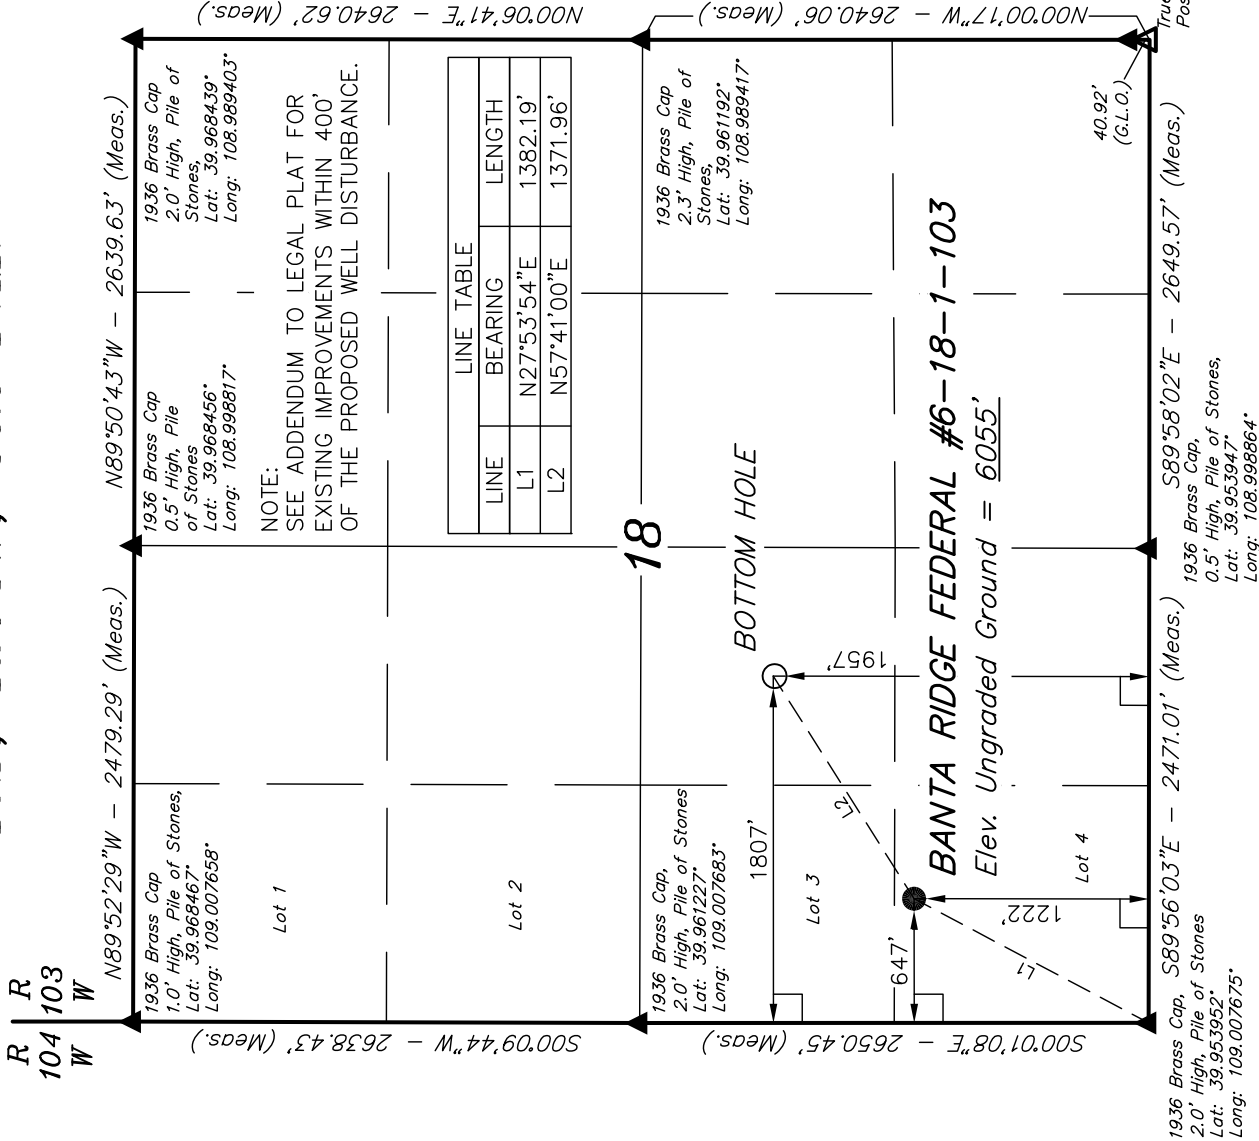 R R
104 103
W W
N89°52'29"W - 2479.29' (Meas.)
N89°50'43"W - 2639.63' (Meas.)
1936 Brass Cap
1.0' High, Pile of Stones,
Lat: 39.968467°
Long: 109.007658°
1936 Brass Cap
0.5' High, Pile
of Stones
Lat: 39.968456°
Long: 108.998817°
1936 Brass Cap
2.0' High, Pile of
Stones,
Lat: 39.968439°
Long: 108.989403°
S00°09'44"W - 2638.43' (Meas.)
N00°06'41"E - 2640.62' (Meas.)
Lot 1
NOTE:
SEE ADDENDUM TO LEGAL PLAT FOR
EXISTING IMPROVEMENTS WITHIN 400'
OF THE PROPOSED WELL DISTURBANCE.
Lot 2
LINE TABLE
LINE BEARING LENGTH
L1 N27°53'54"E 1382.19'
L2 N57°41'00"E 1371.96'
18
1936 Brass Cap,
2.0' High, Pile of Stones
Lat: 39.961227°
Long: 109.007683°
1936 Brass Cap
2.3' High, Pile of
Stones,
Lat: 39.961192°
Long: 108.989417°
S00°01'08"E - 2650.45' (Meas.)
N00°00'17"W - 2640.06' (Meas.)
BOTTOM HOLE
1807'
1957'
Lot 3
L2
647'
1222'
L1
BANTA RIDGE FEDERAL #6-18-1-103
Elev. Ungraded Ground = 6055'
Lot 4
40.92'
(G.L.O.)
True
Pos
S89°56'03"E - 2471.01' (Meas.)
S89°58'02"E - 2649.57' (Meas.)
1936 Brass Cap,
2.0' High, Pile of Stones
Lat: 39.953952°
Long: 109.007675°
1936 Brass Cap,
0.5' High, Pile of Stones,
Lat: 39.953947°
Long: 108.998864°